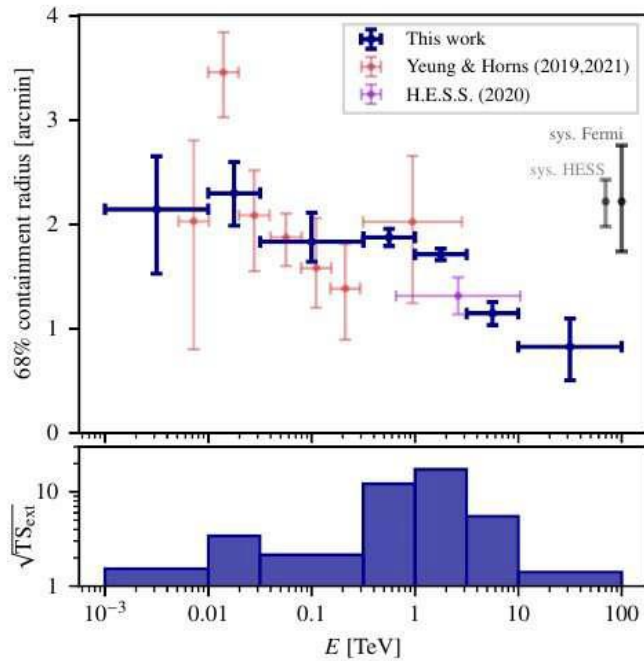 4
3
2
1
0
68% containment radius [arcmin]
This work
Yeung & Horns (2019,2021)
H.E.S.S. (2020)
sys. Fermi
sys. HESS
10
1
√TSext
10⁻³
0.01
0.1
1
10
100
E [TeV]